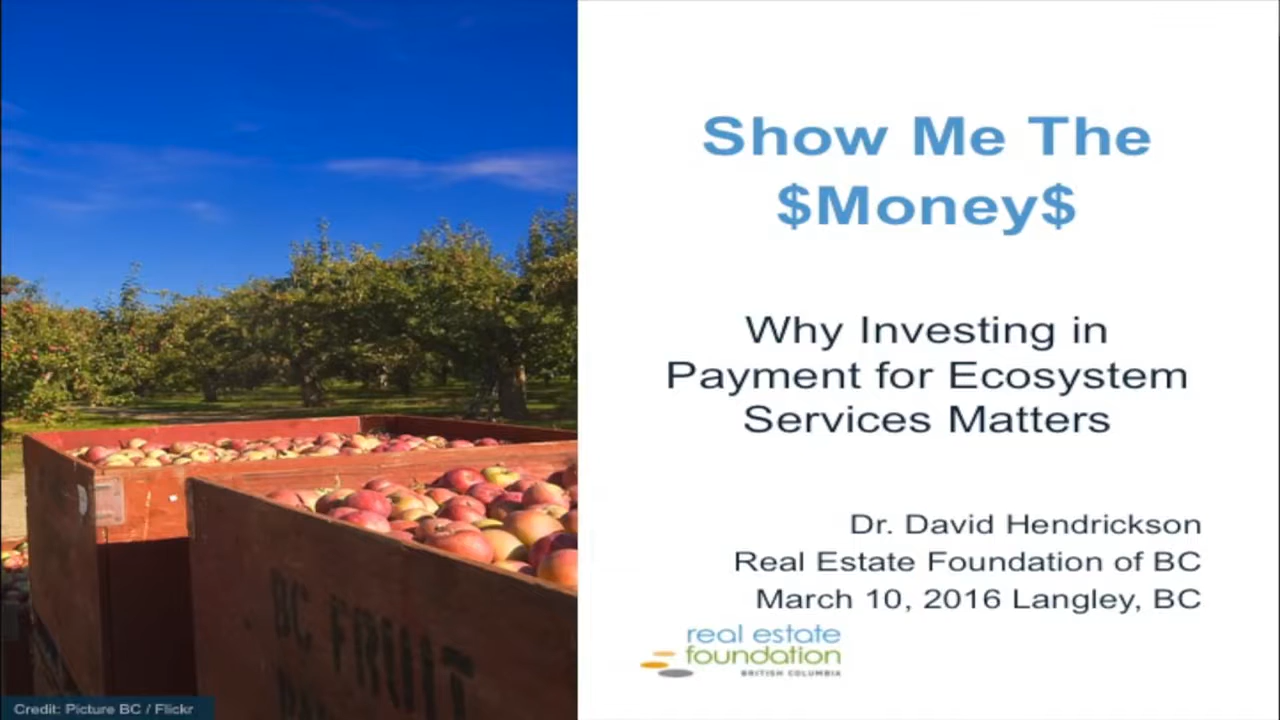 Show Me The
$Money$
Why Investing in
Payment for Ecosystem
Services Matters
Dr. David Hendrickson
Real Estate Foundation of BC
March 10, 2016 Langley, BC
real estate
foundation
BRITISH COLUMBIA
BC FRUIT
Credit: Picture BC / Flickr